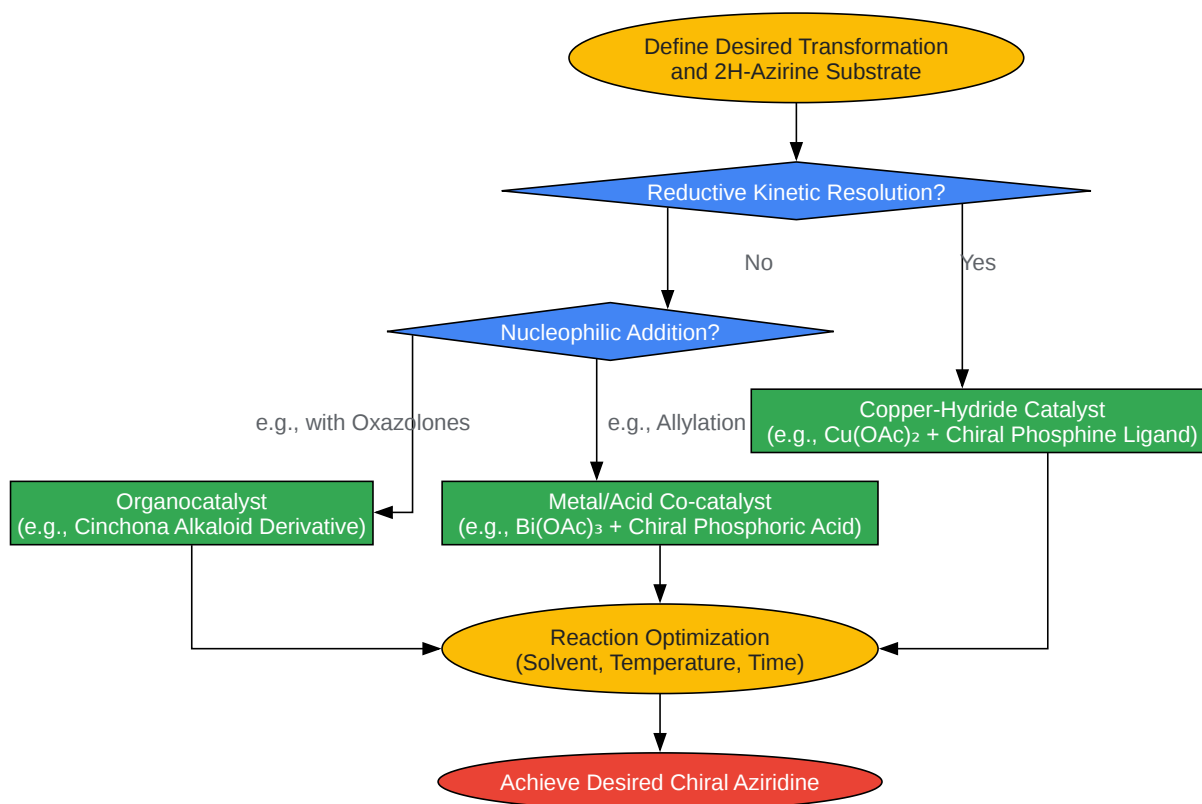 Define Desired Transformation
and 2H-Azirine Substrate
Reductive Kinetic Resolution?
No
Yes
Nucleophilic Addition?
e.g., with Oxazolones
e.g., Allylation
Copper-Hydride Catalyst
(e.g., Cu(OAc)₂ + Chiral Phosphine Ligand)
Organocatalyst
(e.g., Cinchona Alkaloid Derivative)
Metal/Acid Co-catalyst
(e.g., Bi(OAc)₃ + Chiral Phosphoric Acid)
Reaction Optimization
(Solvent, Temperature, Time)
Achieve Desired Chiral Aziridine